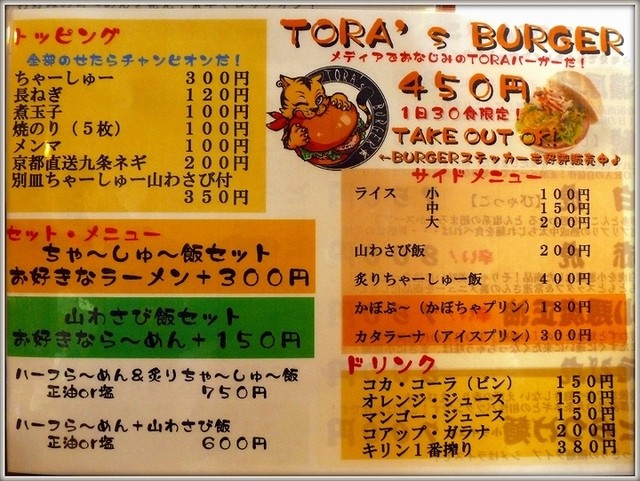 トッピング
全部のせたらチャンピオンだ！
ちゃーしゅー 300円
長ねぎ 120円
煮玉子 100円
焼のり（5枚） 100円
メンマ 100円
京都直送九条ネギ 200円
別皿ちゃーしゅー山わさび付
350円
セット・メニュー
ちゃ〜しゅ〜飯セット
お好きなラーメン＋300円
山わさび飯セット
お好きなら〜めん＋150円
ハーフら〜めん＆炙りちゃ〜しゅ〜飯
正油or塩 750円
ハーフら〜めん＋山わさび飯
正油or塩 600円
TORA's BURGER
メディアでおなじみのTORAバーガーだ！
TORA'S BURGER
450円
1日30食限定！
TAKE OUT OK!
←BURGERステッカーも好評販売中♪
サイドメニュー
ライス 小 100円
中 150円
大 200円
山わさび飯 200円
炙りちゃーしゅー飯 400円
かぼぷ〜（かぼちゃプリン）180円
カタラーナ（アイスプリン）300円
ドリンク
コカ・コーラ（ビン） 150円
オレンジ・ジュース 150円
マンゴー・ジュース 150円
コアップ・ガラナ 200円
キリン1番搾り 380円